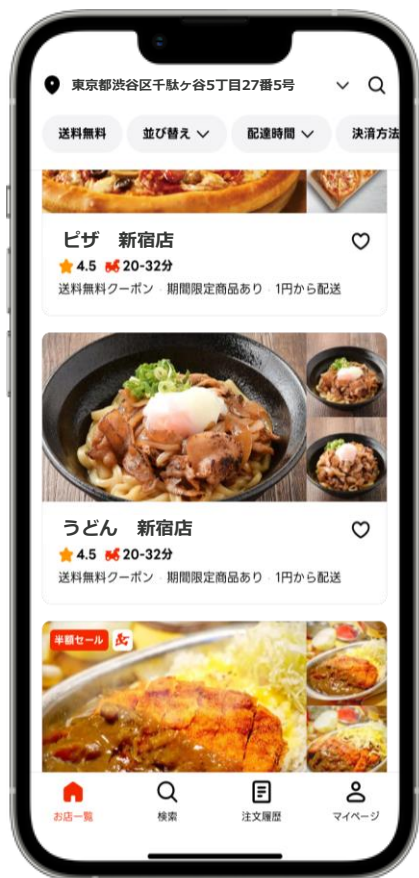 東京都渋谷区千駄ヶ谷5丁目27番5号
送料無料 並び替え 配達時間 決済方法
ピザ 新宿店
4.5 20-32分
送料無料クーポン · 期間限定商品あり · 1円から配送
うどん 新宿店
4.5 20-32分
送料無料クーポン · 期間限定商品あり · 1円から配送
半額セール
お店一覧 検索 注文履歴 マイページ